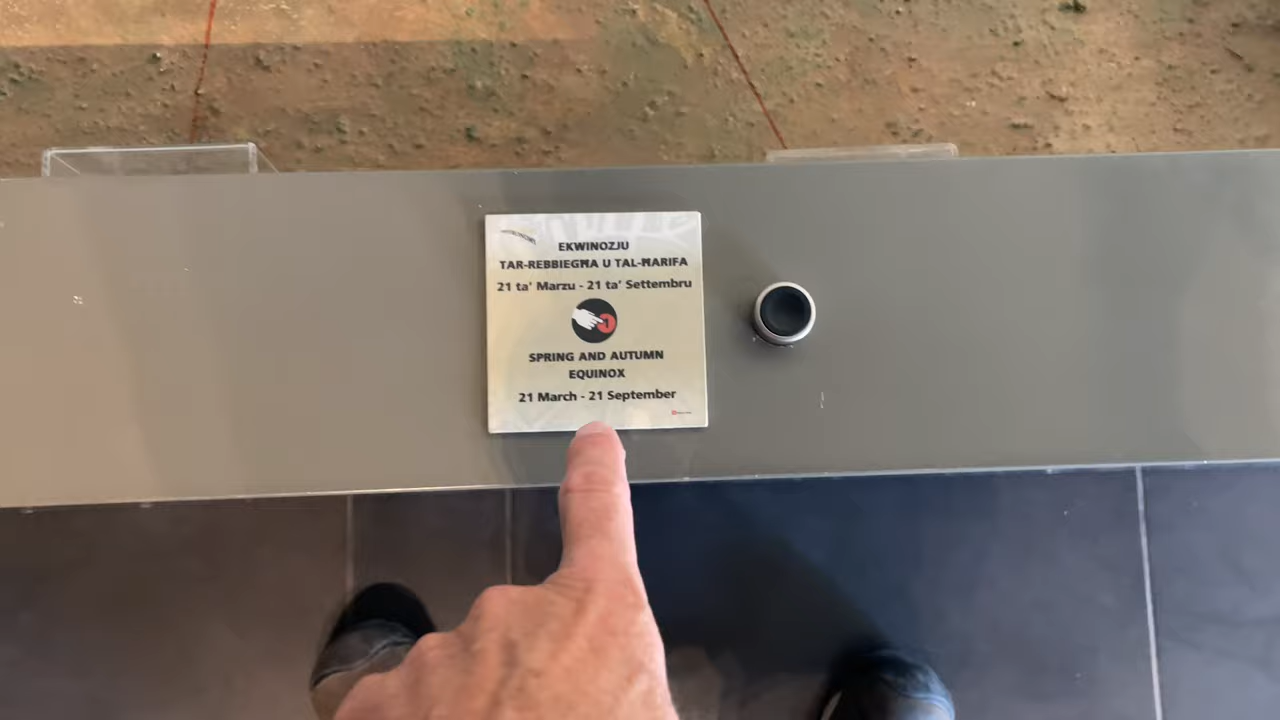 EKWINOZJU
TAR-REBBIEGĦA U TAL-ĦARIFA
21 ta' Marzu - 21 ta' Settembru
SPRING AND AUTUMN
EQUINOX
21 March - 21 September